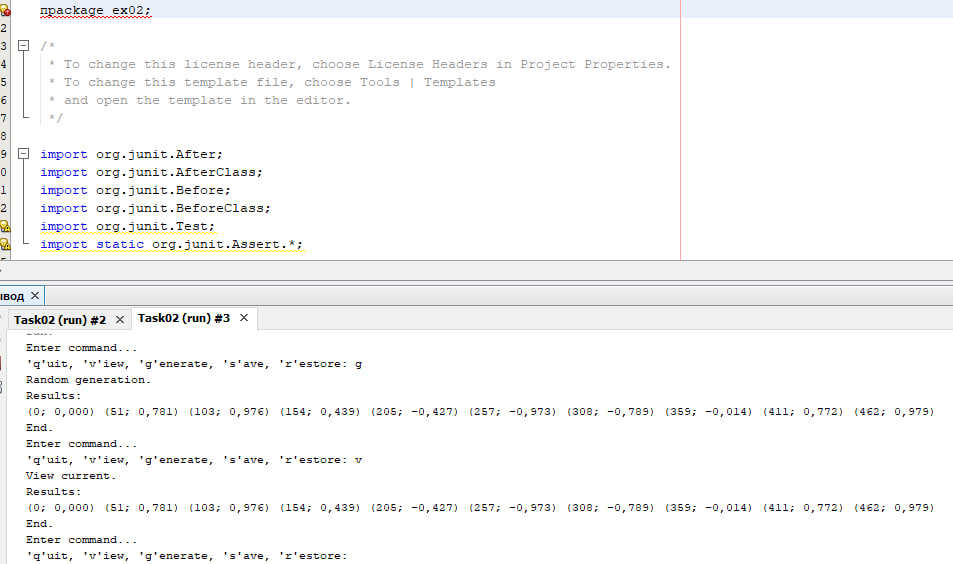 пpackage ex02;
2
3 /*
4 * To change this license header, choose License Headers in Project Properties.
5 * To change this template file, choose Tools | Templates
6 * and open the template in the editor.
7 */
8
9 import org.junit.After;
0 import org.junit.AfterClass;
1 import org.junit.Before;
2 import org.junit.BeforeClass;
import org.junit.Test;
import static org.junit.Assert.*;
ывод ×
Task02 (run) #2 × Task02 (run) #3 ×
Enter command...
'q'uit, 'v'iew, 'g'enerate, 's'ave, 'r'estore: g
Random generation.
Results:
(0; 0,000) (51; 0,781) (103; 0,976) (154; 0,439) (205; -0,427) (257; -0,973) (308; -0,789) (359; -0,014) (411; 0,772) (462; 0,979)
End.
Enter command...
'q'uit, 'v'iew, 'g'enerate, 's'ave, 'r'estore: v
View current.
Results:
(0; 0,000) (51; 0,781) (103; 0,976) (154; 0,439) (205; -0,427) (257; -0,973) (308; -0,789) (359; -0,014) (411; 0,772) (462; 0,979)
End.
Enter command...
'q'uit, 'v'iew, 'g'enerate, 's'ave, 'r'estore: